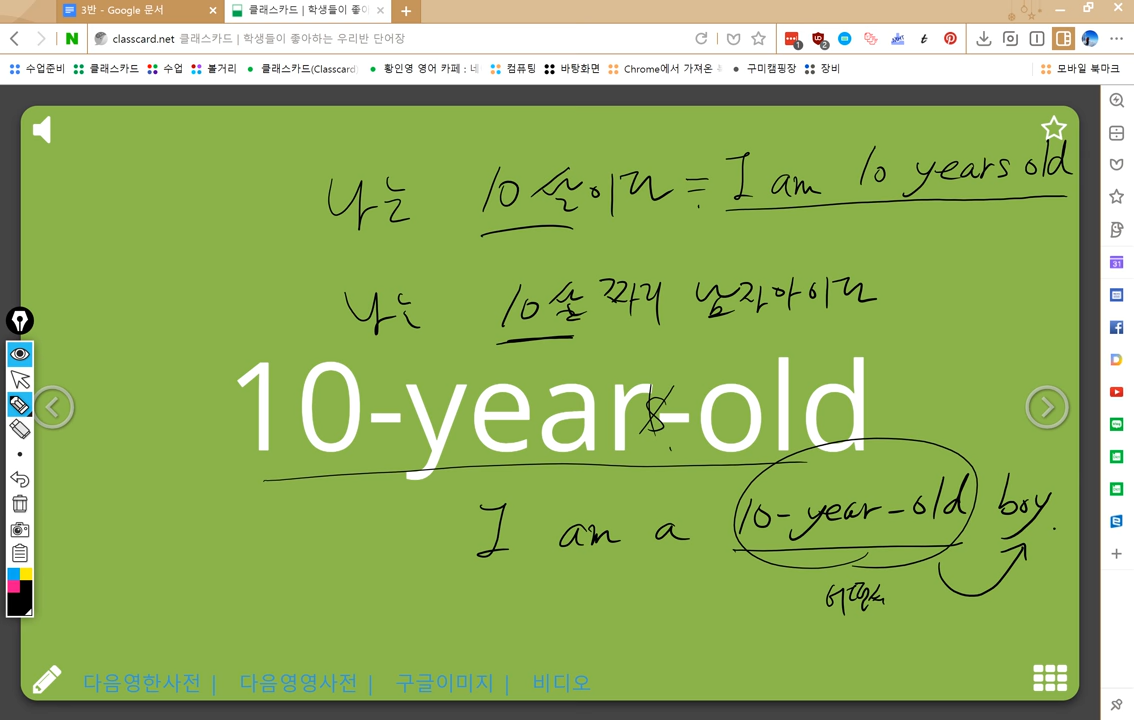 3반 - Google 문서
클래스카드 | 학생들이 좋아
classcard.net 클래스카드 | 학생들이 좋아하는 우리반 단어장
수업준비 클래스카드 수업 볼거리 클래스카드(Classcard) 황인영 영어 카페 ; 네 컴퓨팅 바탕화면 Chrome에서 가져온 구미캠핑장 장비 모바일 북마크
나는 10살이다 = I am 10 years old
나는 10살 짜리 남자아이다
10-year-old
s
I am a 10-year-old boy.
다음영한사전 | 다음영영사전 | 구글이미지 | 비디오